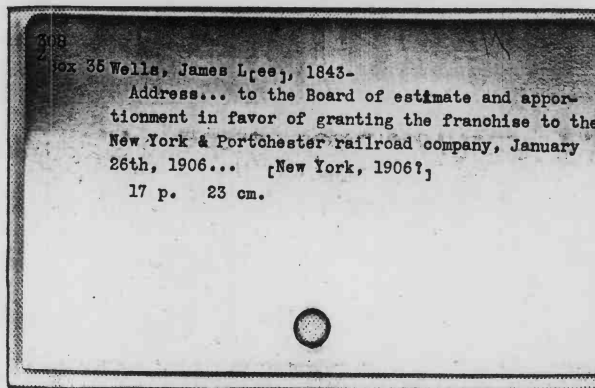 308
Z
Box 35 Wells, James L[ee], 1843-
Address... to the Board of estimate and appor-
tionment in favor of granting the franchise to the
New York & Portchester railroad company, January
26th, 1906... [New York, 1906?]
17 p. 23 cm.